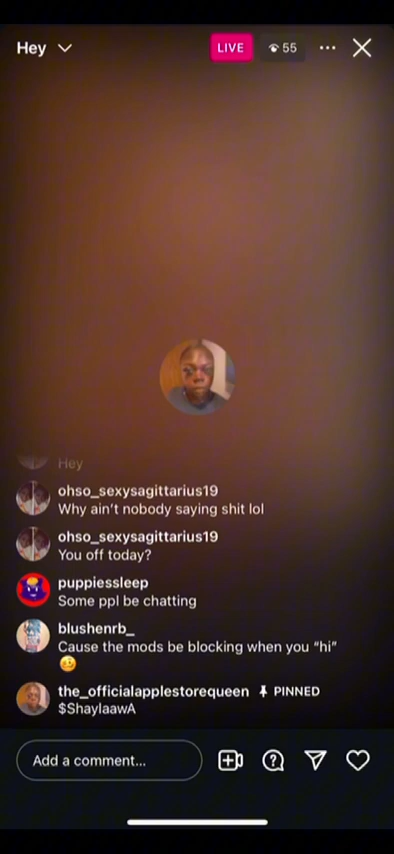 Hey
LIVE
55
Hey
ohso_sexysagittarius19
Why ain't nobody saying shit lol
ohso_sexysagittarius19
You off today?
puppiessleep
Some ppl be chatting
blushenrb_
Cause the mods be blocking when you “hi”
🥴
the_officialapplestorequeen PINNED
$ShaylaawA
Add a comment...